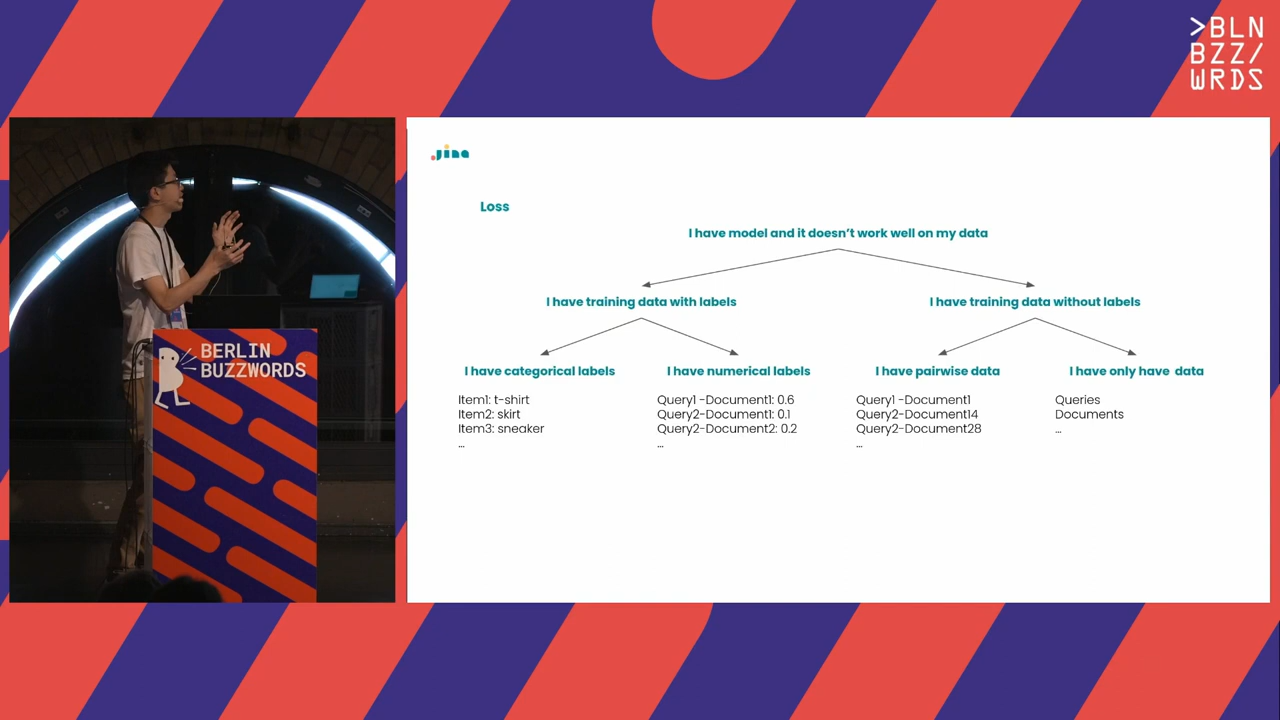 >BLN
BZZ/
WRDS
BERLIN
BUZZWORDS
jina
Loss
I have model and it doesn't work well on my data
I have training data with labels
I have training data without labels
I have categorical labels
I have numerical labels
I have pairwise data
I have only have data
Item1: t-shirt
Item2: skirt
Item3: sneaker
...
Query1 -Document1: 0.6
Query2-Document1: 0.1
Query2-Document2: 0.2
...
Query1 -Document1
Query2-Document14
Query2-Document28
...
Queries
Documents
...